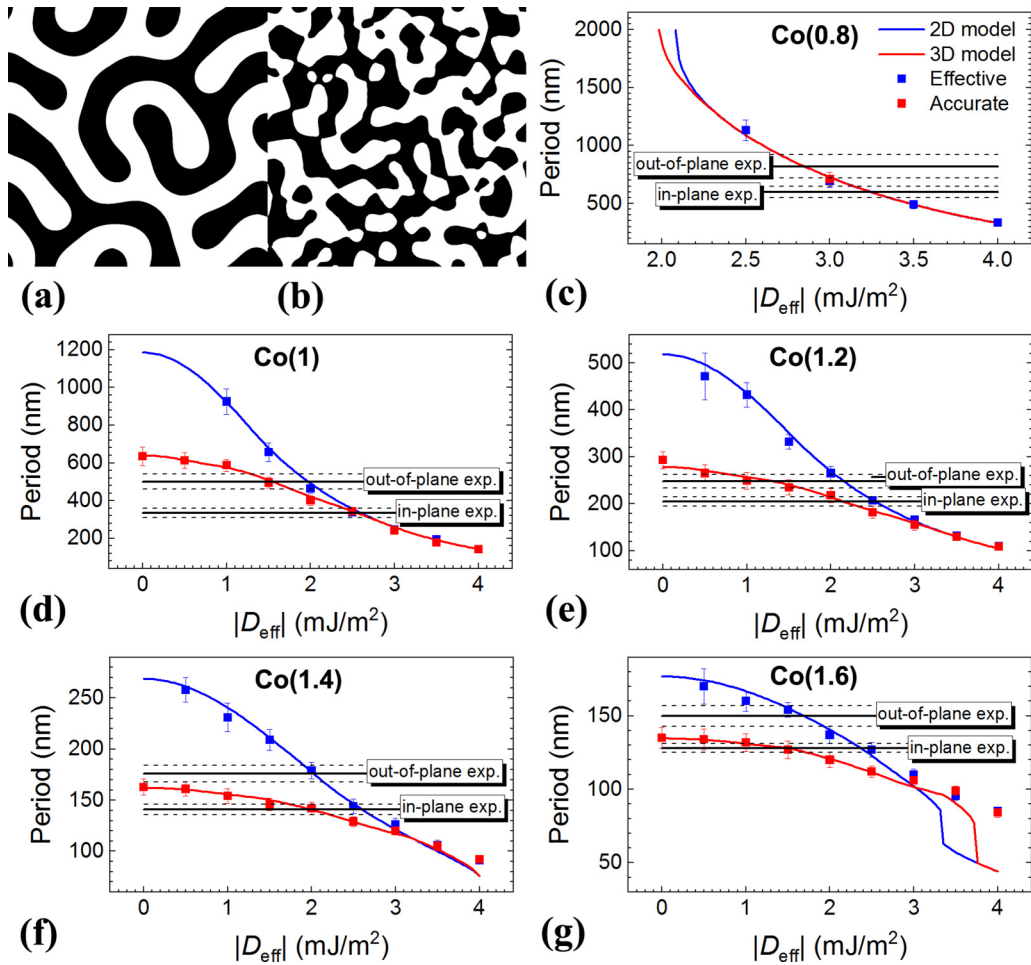 (a)
(b)
Co(0.8)
2D model
3D model
Effective
Accurate
2000
1500
1000
500
Period (nm)
out-of-plane exp.
in-plane exp.
2.0 2.5 3.0 3.5 4.0
|Deff| (mJ/m²)
(c)
Co(1)
1200
1000
800
600
400
200
Period (nm)
out-of-plane exp.
in-plane exp.
0 1 2 3 4
|Deff| (mJ/m²)
(d)
Co(1.2)
500
400
300
200
100
Period (nm)
out-of-plane exp.
in-plane exp.
0 1 2 3 4
|Deff| (mJ/m²)
(e)
Co(1.4)
250
200
150
100
Period (nm)
out-of-plane exp.
in-plane exp.
0 1 2 3 4
|Deff| (mJ/m²)
(f)
Co(1.6)
150
100
50
Period (nm)
out-of-plane exp.
in-plane exp.
0 1 2 3 4
|Deff| (mJ/m²)
(g)